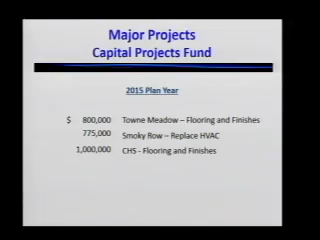 Major Projects
Capital Projects Fund
2015 Plan Year
$ 800,000 Towne Meadow – Flooring and Finishes
775,000 Smoky Row – Replace HVAC
1,000,000 CHS - Flooring and Finishes